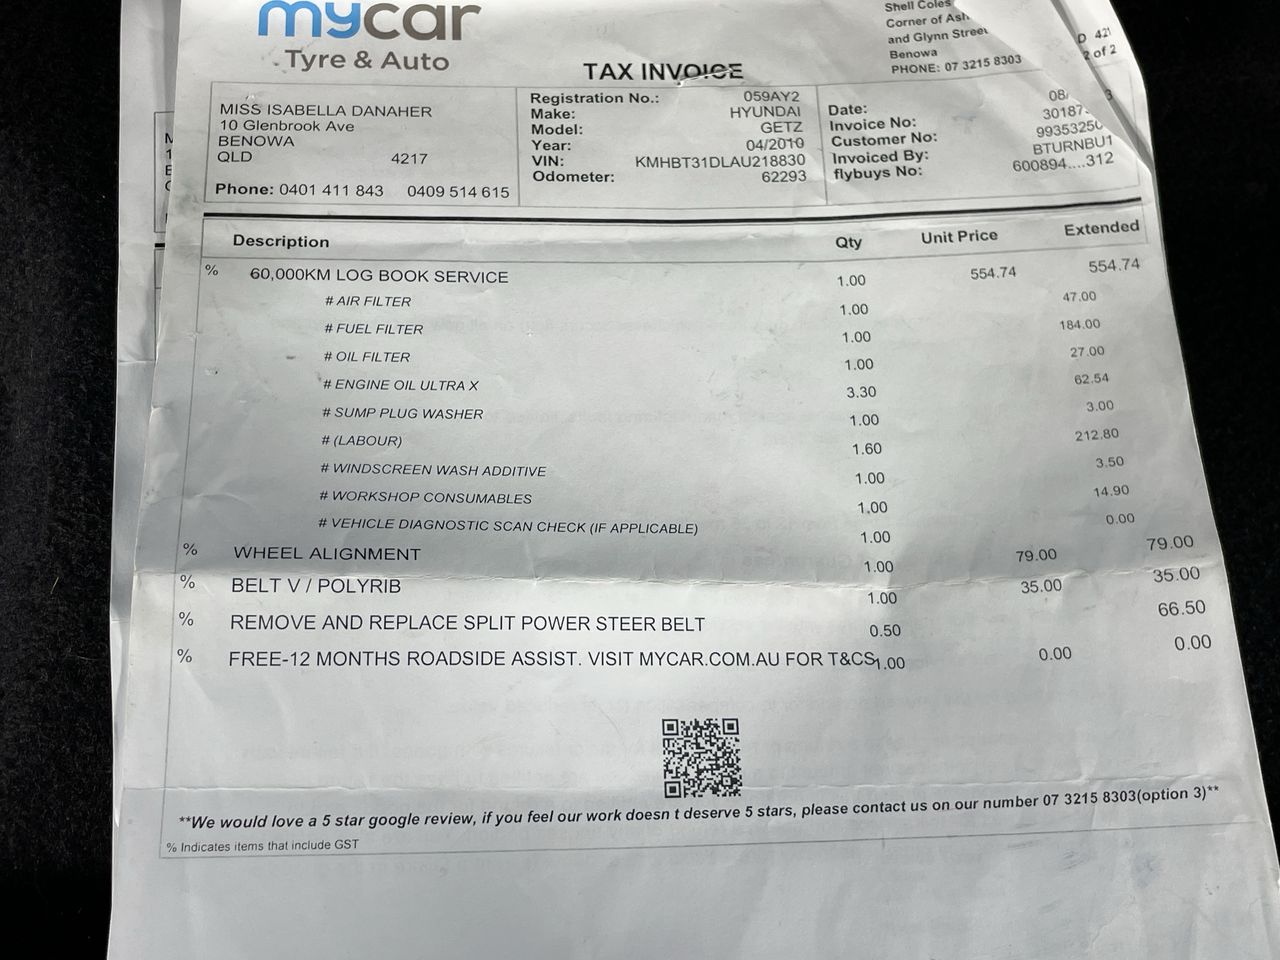 mycar
Tyre & Auto
TAX INVOICE
Shell Coles
Corner of
and Glynn Street
Benowa
PHONE: 07 3215 8303
D 421
2 of 2
MISS ISABELLA DANAHER
10 Glenbrook Ave
BENOWA
QLD 4217
Phone: 0401 411 843 0409 514 615
Registration No.: 059AY2
Make: HYUNDAI
Model: GETZ
Year: 04/2010
VIN: KMHBT31DLAU218830
Odometer: 62293
Date: 08/ 3
Invoice No: 30187
Customer No: 9935325
Invoiced By: BTURNBU1
flybuys No: 600894....312
Description Qty Unit Price Extended
% 60,000KM LOG BOOK SERVICE 1.00 554.74 554.74
# AIR FILTER 1.00 47.00
# FUEL FILTER 1.00 184.00
# OIL FILTER 1.00 27.00
# ENGINE OIL ULTRA X 3.30 62.54
# SUMP PLUG WASHER 1.00 3.00
# (LABOUR) 1.60 212.80
# WINDSCREEN WASH ADDITIVE 1.00 3.50
# WORKSHOP CONSUMABLES 1.00 14.90
# VEHICLE DIAGNOSTIC SCAN CHECK (IF APPLICABLE) 1.00 0.00
% WHEEL ALIGNMENT 1.00 79.00 79.00
% BELT V / POLYRIB 1.00 35.00 35.00
% REMOVE AND REPLACE SPLIT POWER STEER BELT 0.50 66.50
% FREE-12 MONTHS ROADSIDE ASSIST. VISIT MYCAR.COM.AU FOR T&CS 1.00 0.00 0.00
**We would love a 5 star google review, if you feel our work doesn t deserve 5 stars, please contact us on our number 07 3215 8303(option 3)**
% Indicates items that include GST